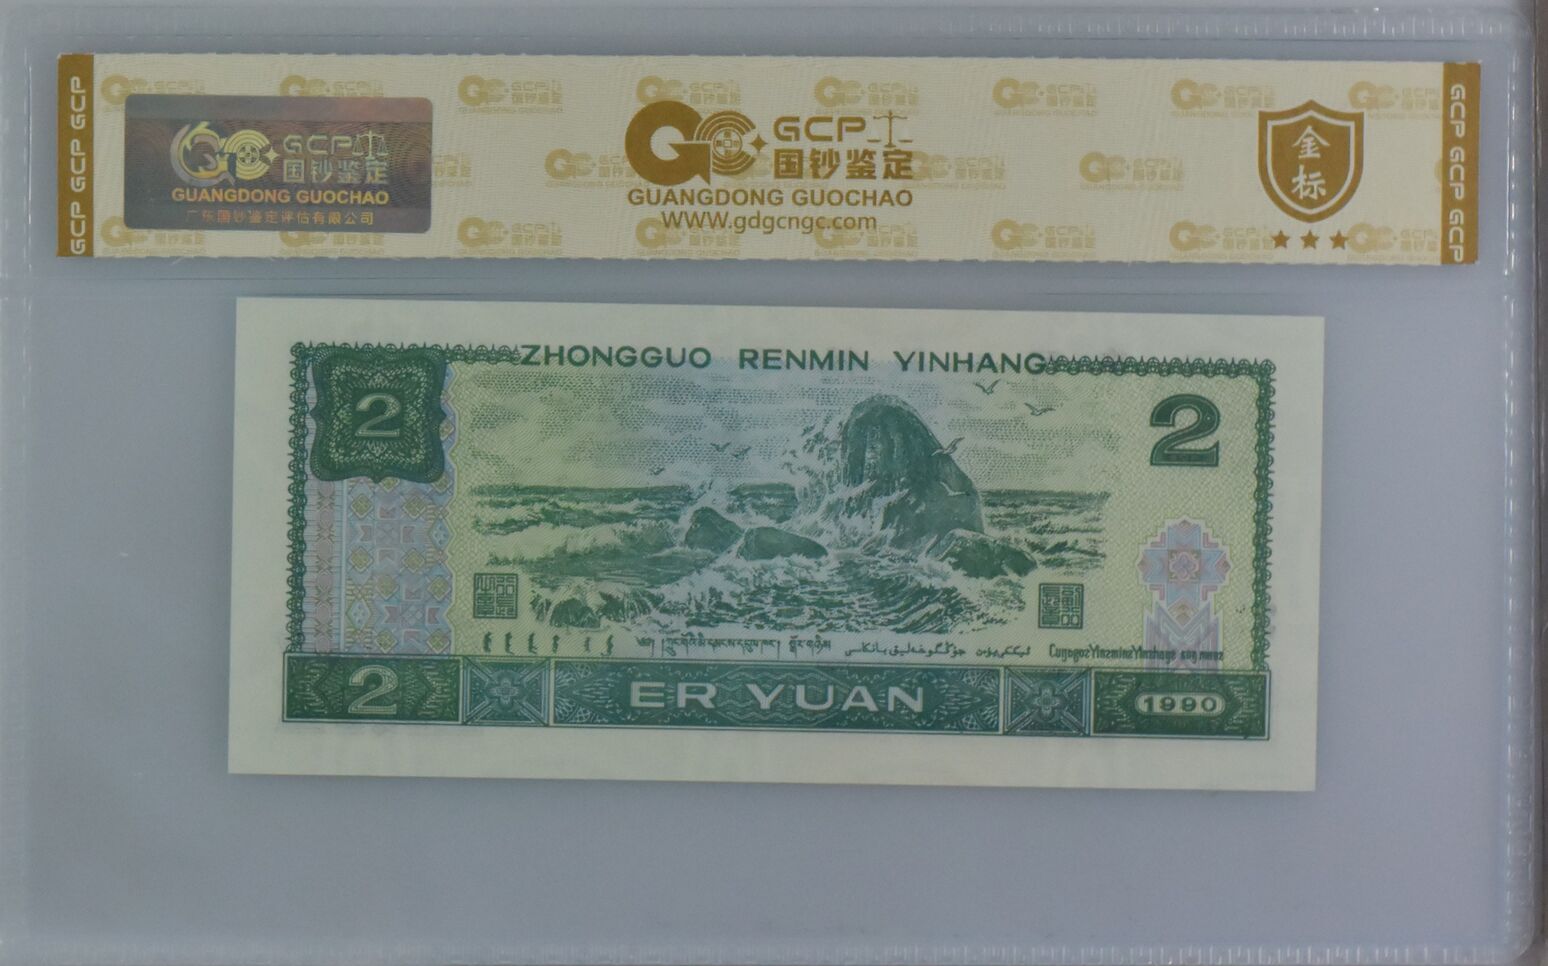 GCP GCP GCP
GCP
国钞鉴定
GUANGDONG GUOCHAO
广东国钞鉴定评估有限公司
GCP
国钞鉴定
GUANGDONG GUOCHAO
WWW.gdgcngc.com
金标
GCP GCP GCP
ZHONGGUO RENMIN YINHANG
2
2
2
ER YUAN
1990